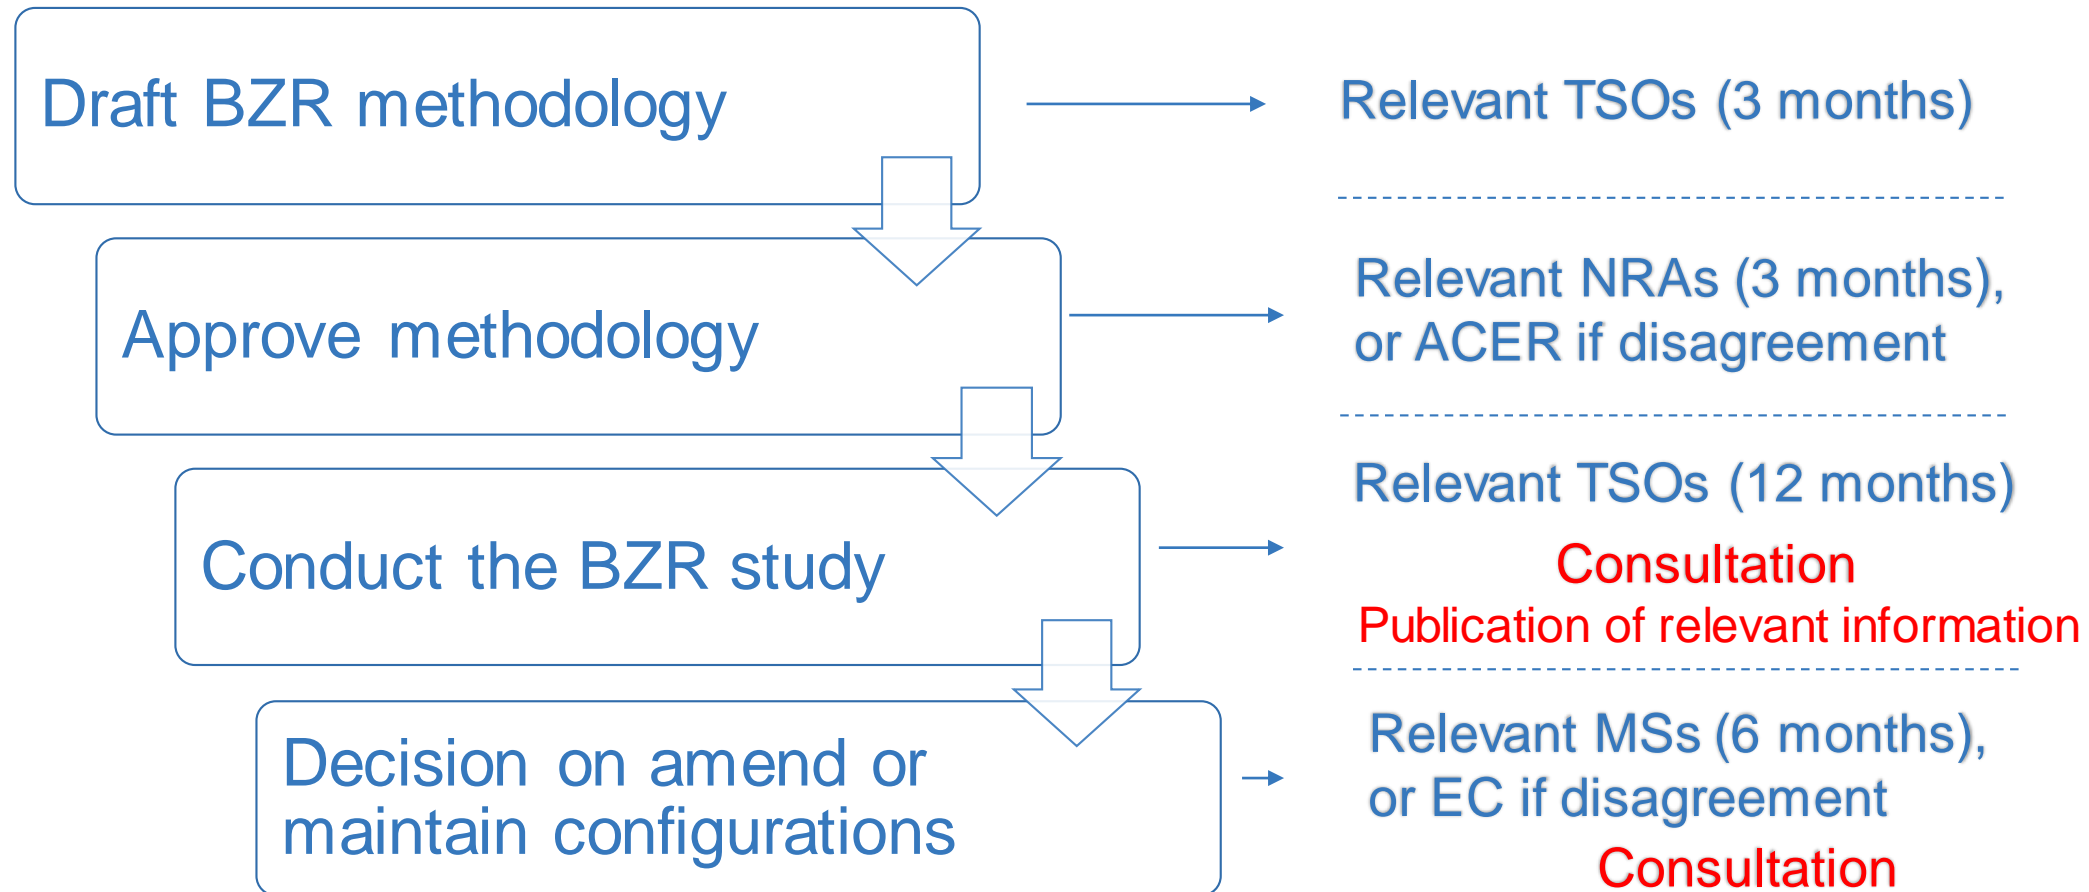 Draft BZR methodology
Relevant TSOs (3 months)
Approve methodology
Relevant NRAs (3 months),
or ACER if disagreement
Conduct the BZR study
Relevant TSOs (12 months)
Consultation
Publication of relevant information
Decision on amend or
maintain configurations
Relevant MSs (6 months),
or EC if disagreement
Consultation